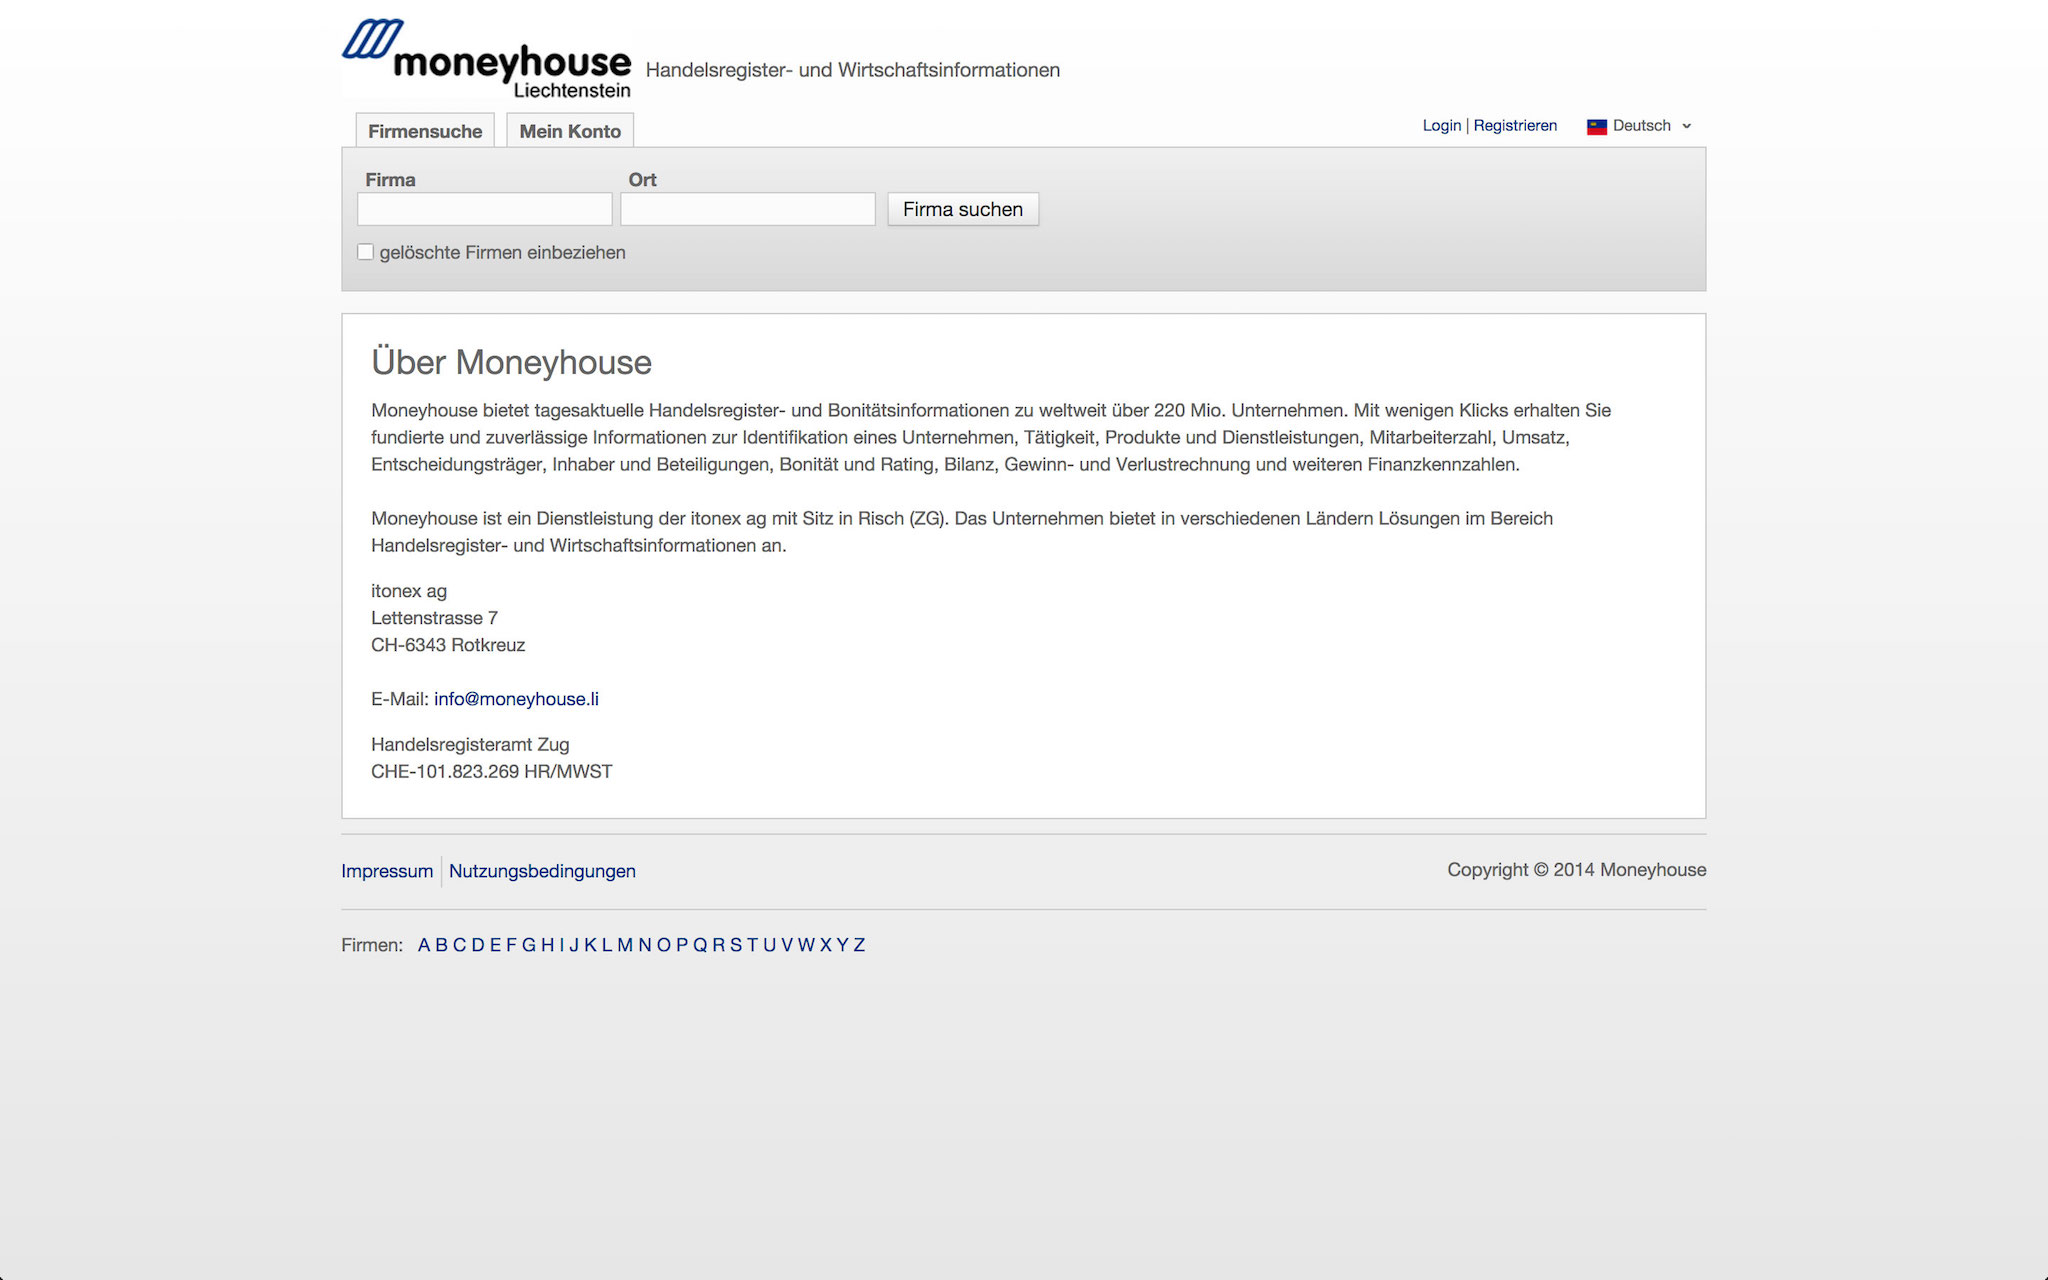 moneyhouse
Liechtenstein
Handelsregister- und Wirtschaftsinformationen
Firmensuche
Mein Konto
Login | Registrieren
Deutsch
Firma
Ort
Firma suchen
gelöschte Firmen einbeziehen
Über Moneyhouse
Moneyhouse bietet tagesaktuelle Handelsregister- und Bonitätsinformationen zu weltweit über 220 Mio. Unternehmen. Mit wenigen Klicks erhalten Sie
fundierte und zuverlässige Informationen zur Identifikation eines Unternehmen, Tätigkeit, Produkte und Dienstleistungen, Mitarbeiterzahl, Umsatz,
Entscheidungsträger, Inhaber und Beteiligungen, Bonität und Rating, Bilanz, Gewinn- und Verlustrechnung und weiteren Finanzkennzahlen.
Moneyhouse ist ein Dienstleistung der itonex ag mit Sitz in Risch (ZG). Das Unternehmen bietet in verschiedenen Ländern Lösungen im Bereich
Handelsregister- und Wirtschaftsinformationen an.
itonex ag
Lettenstrasse 7
CH-6343 Rotkreuz
E-Mail: info@moneyhouse.li
Handelsregisteramt Zug
CHE-101.823.269 HR/MWST
Impressum
Nutzungsbedingungen
Copyright © 2014 Moneyhouse
Firmen: A B C D E F G H I J K L M N O P Q R S T U V W X Y Z